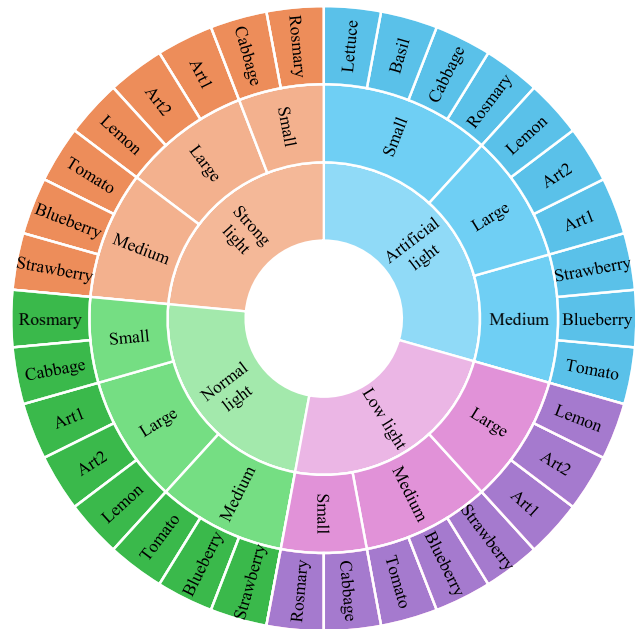 Artificial
light
Small
Lettuce
Basil
Cabbage
Rosmary
Large
Lemon
Art2
Art1
Medium
Strawberry
Blueberry
Tomato
Low light
Large
Lemon
Art2
Art1
Medium
Strawberry
Blueberry
Tomato
Small
Cabbage
Rosmary
Normal
light
Medium
Strawberry
Blueberry
Tomato
Large
Lemon
Art2
Art1
Small
Cabbage
Rosmary
Strong
light
Medium
Strawberry
Blueberry
Tomato
Large
Lemon
Art2
Art1
Small
Cabbage
Rosmary